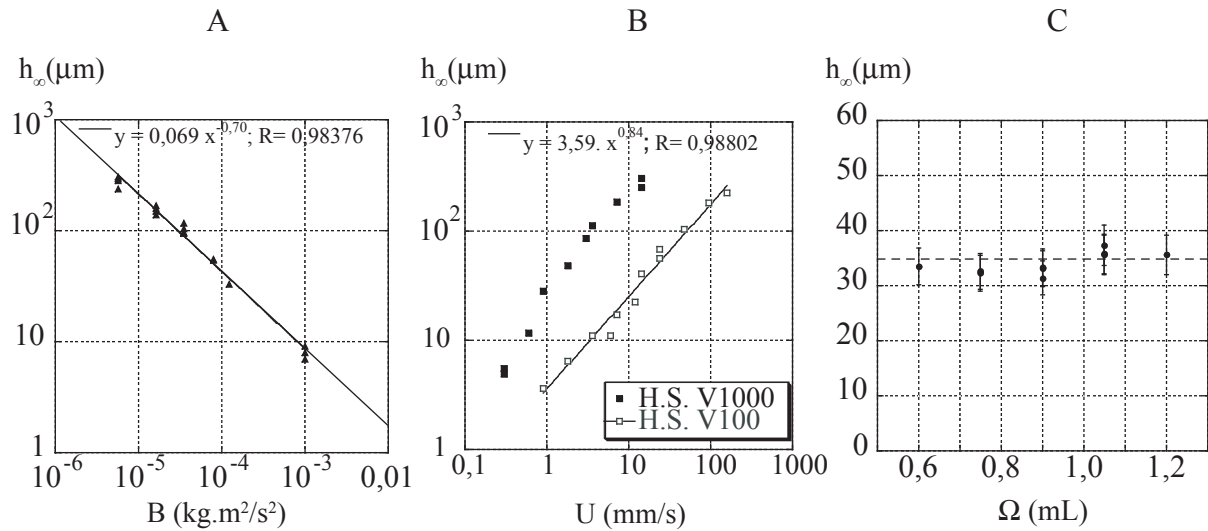 A
h∞(μm)
10³
10²
10
1
y = 0,069 x⁻⁰,⁷⁰; R= 0,98376
10⁻⁶ 10⁻⁵ 10⁻⁴ 10⁻³ 0,01
B (kg.m²/s²)
B
h∞(μm)
10³
10²
10
1
y = 3,59. x⁰,⁸⁴; R= 0,98802
H.S. V1000
H.S. V100
0,1 1 10 100 1000
U (mm/s)
C
h∞(μm)
60
50
40
30
20
10
0
0,6 0,8 1,0 1,2
Ω (mL)